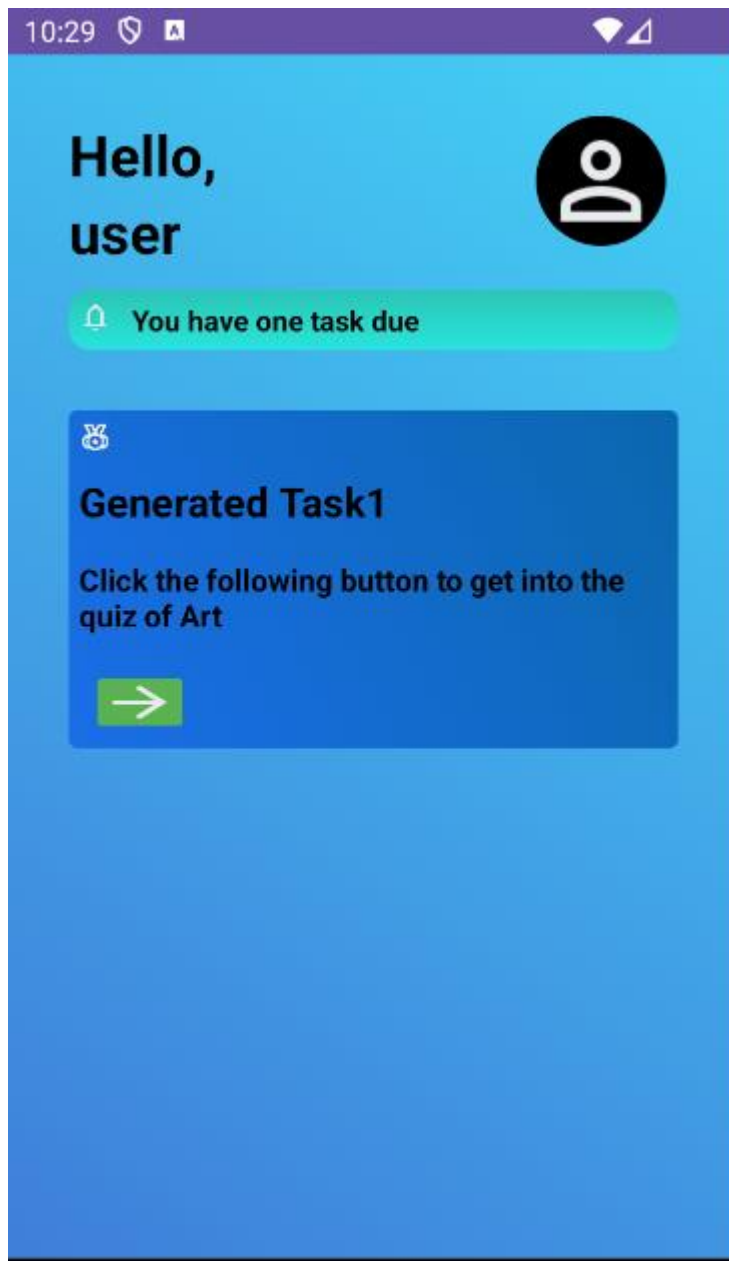 10:29
Hello,
user
You have one task due
Generated Task1
Click the following button to get into the
quiz of Art